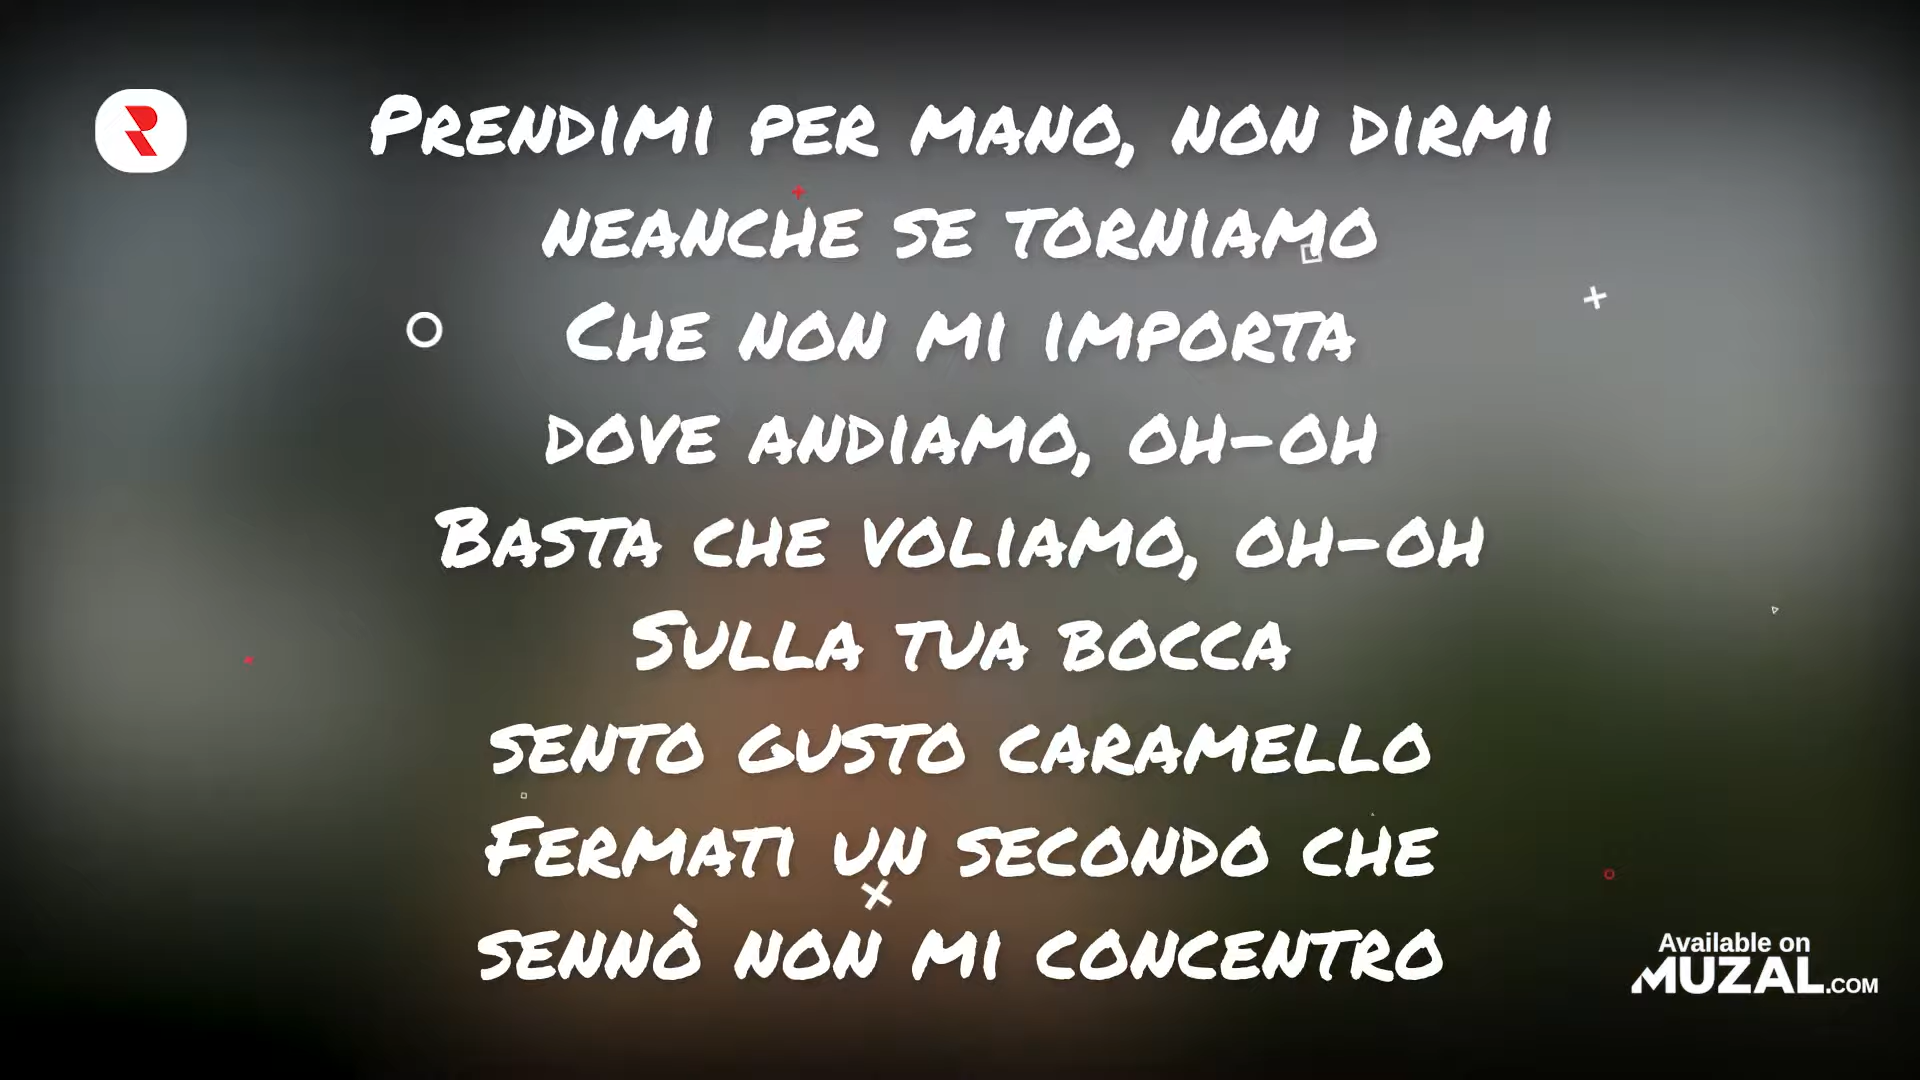 Prendimi per mano, non dirmi
neanche se torniamo
Che non mi importa
dove andiamo, oh-oh
Basta che voliamo, oh-oh
Sulla tua bocca
sento gusto caramello
Fermati un secondo che
sennò non mi concentro
Available on
MUZAL.COM